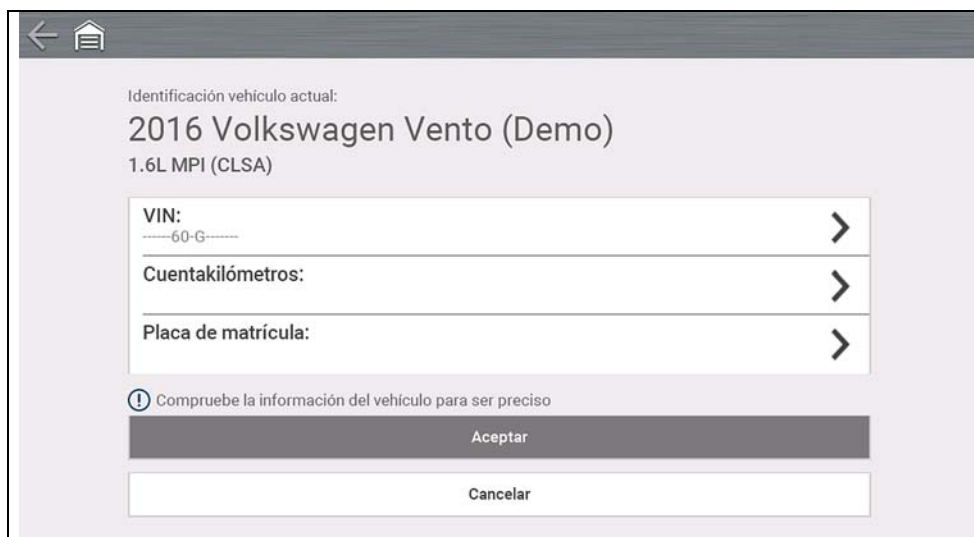 Identificación vehículo actual:
2016 Volkswagen Vento (Demo)
1.6L MPI (CLSA)
VIN:
------60-G-------
Cuentakilómetros:
Placa de matrícula:
Compruebe la información del vehículo para ser preciso
Aceptar
Cancelar